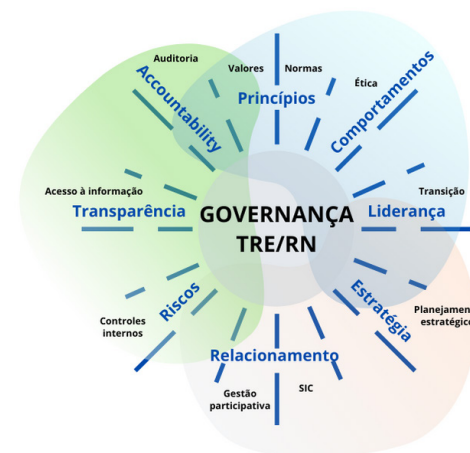 Auditoria
Accountability
Valores
Normas
Princípios
Ética
Comportamentos
Acesso à informação
Transparência
GOVERNANÇA
TRE/RN
Transição
Liderança
Riscos
Controles
internos
Estratégia
estratégico
Relacionamento
Gestão
participativa
SIC